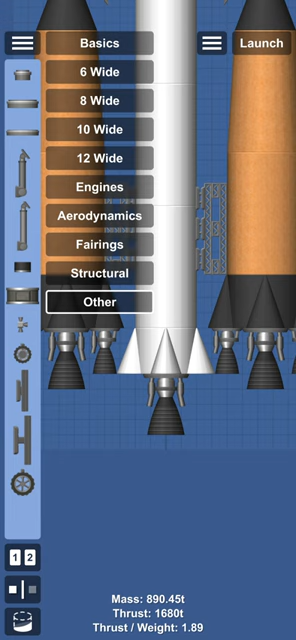 Basics
Launch
6 Wide
8 Wide
10 Wide
12 Wide
Engines
Aerodynamics
Fairings
Structural
Other
1 2
Mass: 890.45t
Thrust: 1680t
Thrust / Weight: 1.89